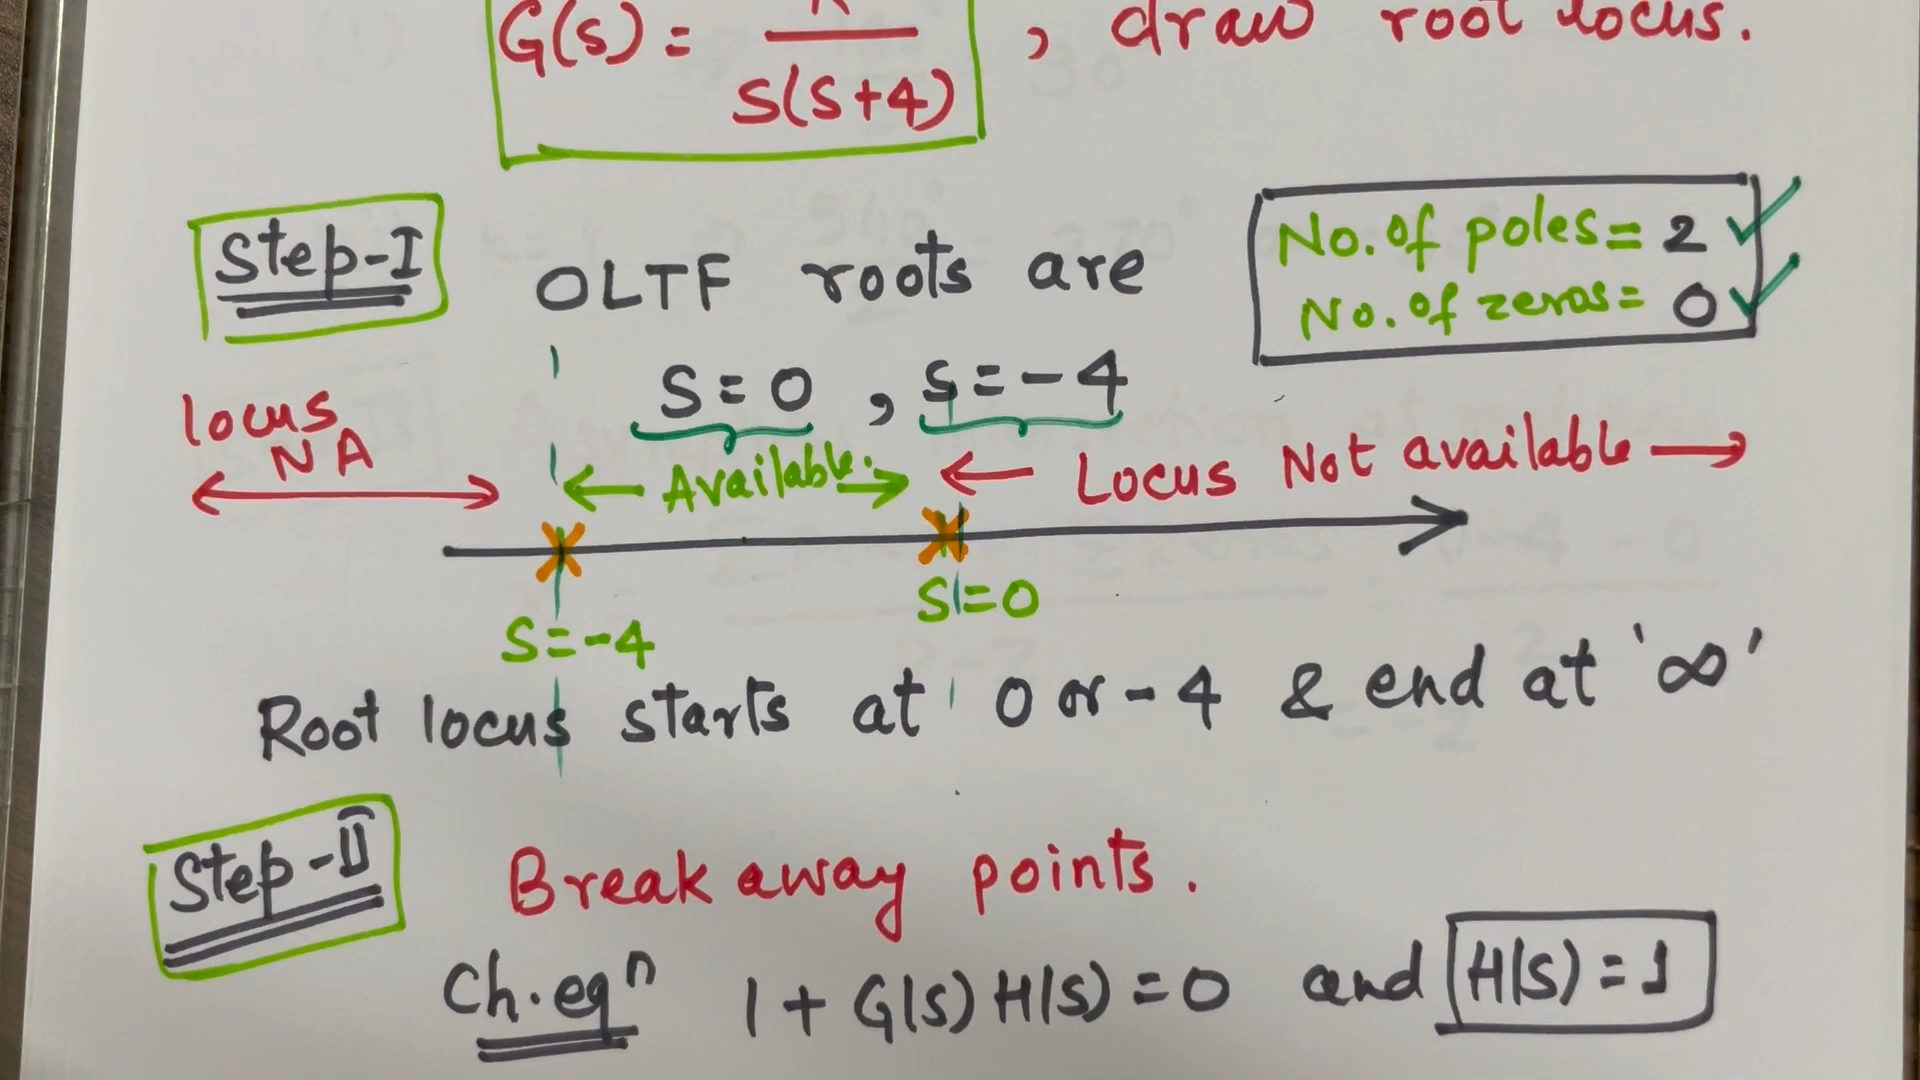 G(s) = K / S(S+4) , draw root locus.
Step-I OLTF roots are
No. of poles = 2 ✓
No. of zeros = 0 ✓
S = 0 , s = -4
locus NA
Available. Locus Not available
S = -4
S = 0
Root locus starts at 0 or -4 & end at '∞'
Step-II Break away points.
Ch. eqⁿ 1 + G(s) H(s) = 0 and H(s) = 1